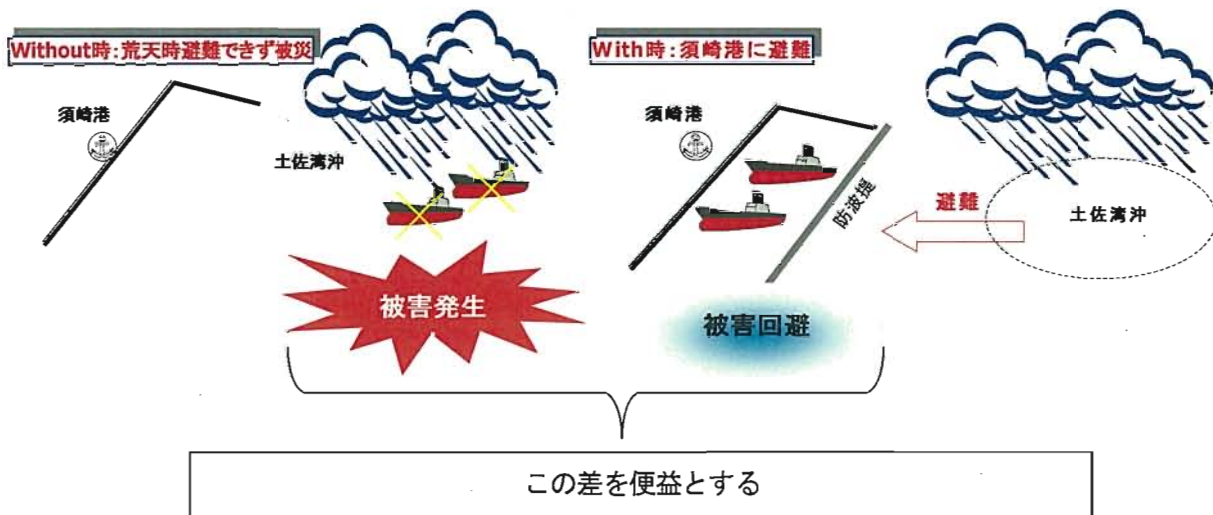 Without時：荒天時避難できず被災
須崎港
土佐湾沖
被害発生
With時：須崎港に避難
須崎港
防波堤
避難
土佐湾沖
被害回避
この差を便益とする